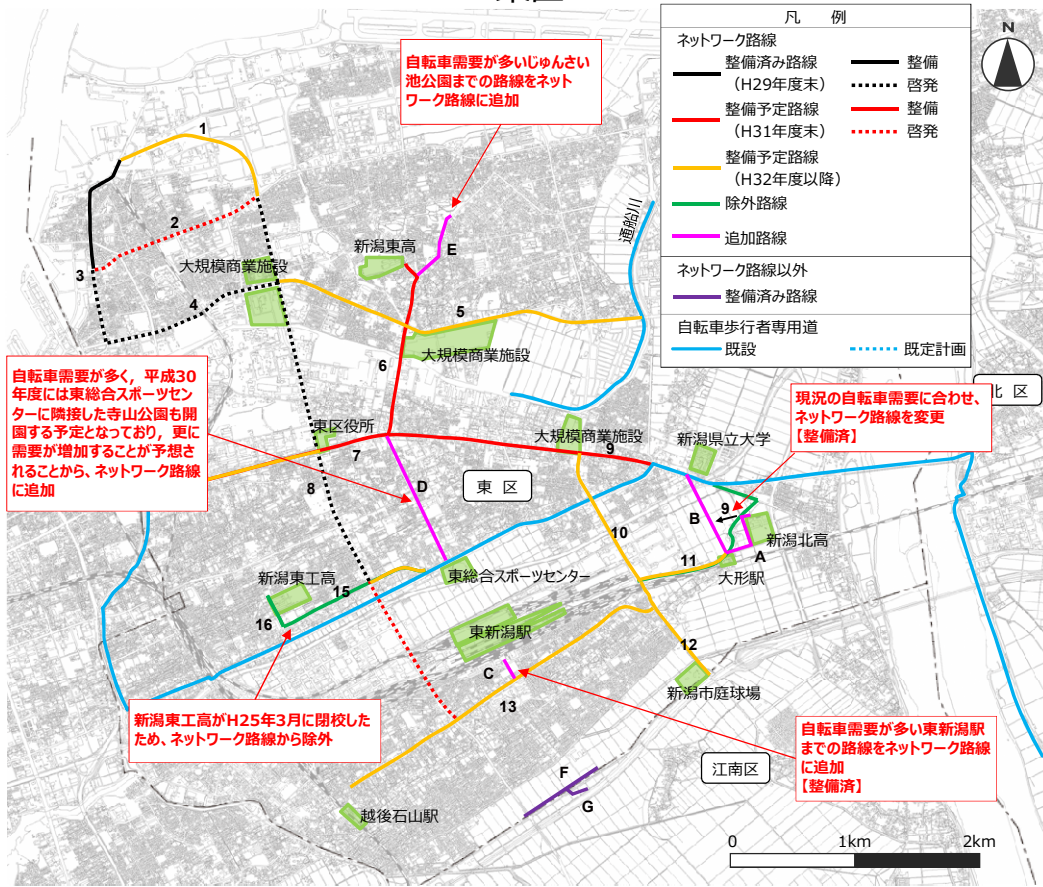 凡 例
ネットワーク路線
整備済み路線
（H29年度末）
整備
啓発
整備予定路線
（H31年度末）
整備
啓発
整備予定路線
（H32年度以降）
除外路線
追加路線
ネットワーク路線以外
整備済み路線
自転車歩行者専用道
既設
既定計画
N
自転車需要が多いじゅんさい
池公園までの路線をネット
ワーク路線に追加
1
2
3
4
大規模商業施設
新潟東高
E
通船川
5
大規模商業施設
6
自転車需要が多く，平成30
年度には東総合スポーツセン
ターに隣接した寺山公園も開
園する予定となっており，更に
需要が増加することが予想さ
れることから、ネットワーク路線
に追加
現況の自転車需要に合わせ、
ネットワーク路線を変更
【整備済】
北 区
東区役所
7
8
D
大規模商業施設
9
新潟県立大学
東 区
B
9
新潟北高
A
10
11
大形駅
新潟東工高
15
16
東総合スポーツセンター
東新潟駅
C
12
新潟市庭球場
13
新潟東工高がH25年3月に閉校した
ため、ネットワーク路線から除外
自転車需要が多い東新潟駅
までの路線をネットワーク路線
に追加
【整備済】
江南区
F
G
越後石山駅
0 1km 2km